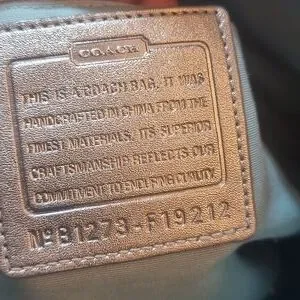 COACH
THIS IS A COACH BAG. IT WAS
HANDCRAFTED IN CHINA FROM THE
FINEST MATERIALS. ITS SUPERIOR
CRAFTSMANSHIP REFLECTS OUR
COMMITMENT TO ENDURING QUALITY.
Nº B1273-F19212